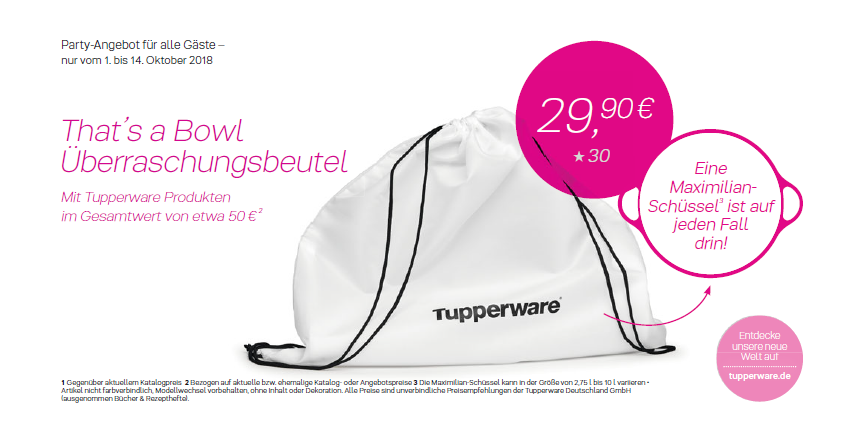 Party-Angebot für alle Gäste –
nur vom 1. bis 14. Oktober 2018
29,90 €
★30
That's a Bowl
Überraschungsbeutel
Mit Tupperware Produkten
im Gesamtwert von etwa 50 €²
Eine
Maximilian-
Schüssel³ ist auf
jeden Fall
drin!
Tupperware®
Entdecke
unsere neue
Welt auf
tupperware.de
1 Gegenüber aktuellem Katalogpreis 2 Bezogen auf aktuelle bzw. ehemalige Katalog- oder Angebotspreise 3 Die Maximilian-Schüssel kann in der Größe von 2,75 l bis 10 l variieren •
Artikel nicht farbverbindlich, Modellwechsel vorbehalten, ohne Inhalt oder Dekoration. Alle Preise sind unverbindliche Preisempfehlungen der Tupperware Deutschland GmbH
(ausgenommen Bücher & Rezepthefte).